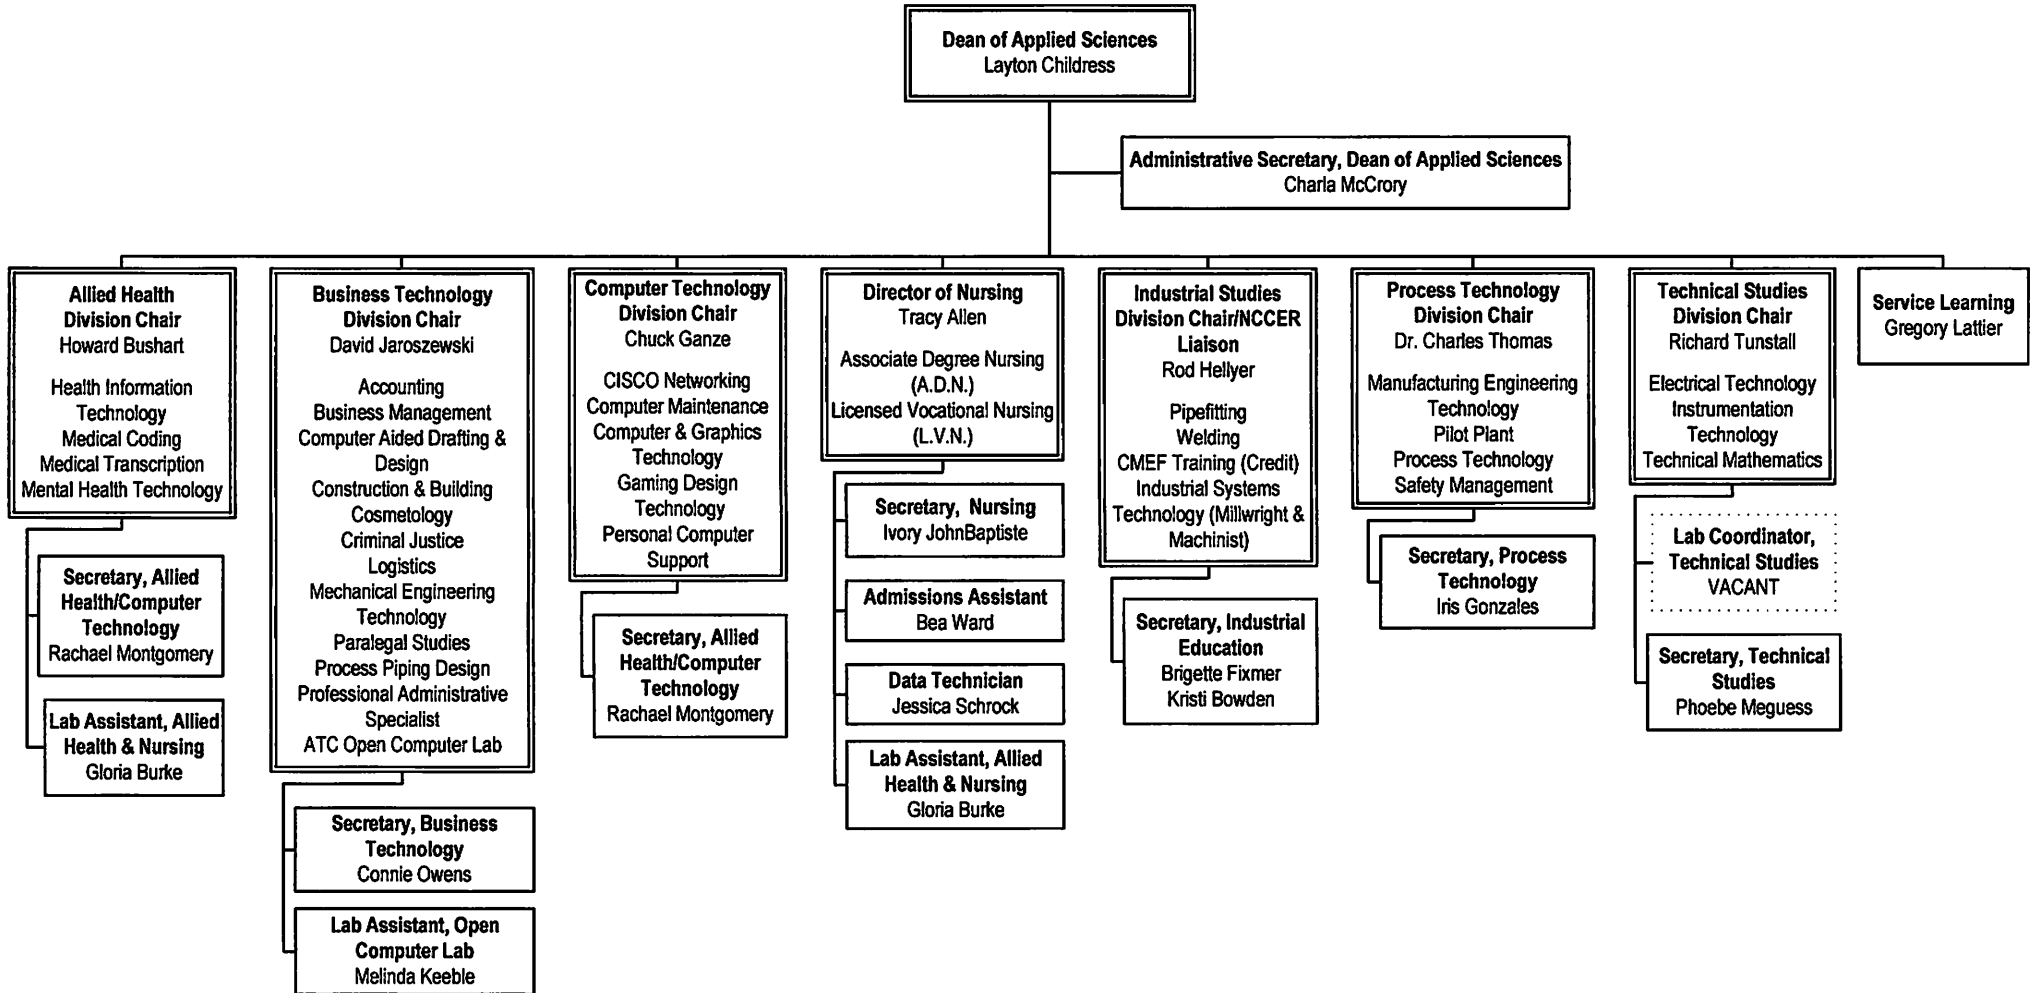 Dean of Applied Sciences
Layton Childress
Administrative Secretary, Dean of Applied Sciences
Charla McCrory
Allied Health
Division Chair
Howard Bushart
Health Information
Technology
Medical Coding
Medical Transcription
Mental Health Technology
Secretary, Allied
Health/Computer
Technology
Rachael Montgomery
Lab Assistant, Allied
Health & Nursing
Gloria Burke
Business Technology
Division Chair
David Jaroszewski
Accounting
Business Management
Computer Aided Drafting &
Design
Construction & Building
Cosmetology
Criminal Justice
Logistics
Mechanical Engineering
Technology
Paralegal Studies
Process Piping Design
Professional Administrative
Specialist
ATC Open Computer Lab
Secretary, Business
Technology
Connie Owens
Lab Assistant, Open
Computer Lab
Melinda Keeble
Computer Technology
Division Chair
Chuck Ganze
CISCO Networking
Computer Maintenance
Computer & Graphics
Technology
Gaming Design
Technology
Personal Computer
Support
Secretary, Allied
Health/Computer
Technology
Rachael Montgomery
Director of Nursing
Tracy Allen
Associate Degree Nursing
(A.D.N.)
Licensed Vocational Nursing
(L.V.N.)
Secretary, Nursing
Ivory JohnBaptiste
Admissions Assistant
Bea Ward
Data Technician
Jessica Schrock
Lab Assistant, Allied
Health & Nursing
Gloria Burke
Industrial Studies
Division Chair/NCCER
Liaison
Rod Hellyer
Pipefitting
Welding
CMEF Training (Credit)
Industrial Systems
Technology (Millwright &
Machinist)
Secretary, Industrial
Education
Brigette Fixmer
Kristi Bowden
Process Technology
Division Chair
Dr. Charles Thomas
Manufacturing Engineering
Technology
Pilot Plant
Process Technology
Safety Management
Secretary, Process
Technology
Iris Gonzales
Technical Studies
Division Chair
Richard Tunstall
Electrical Technology
Instrumentation
Technology
Technical Mathematics
Lab Coordinator,
Technical Studies
VACANT
Secretary, Technical
Studies
Phoebe Meguess
Service Learning
Gregory Lattier